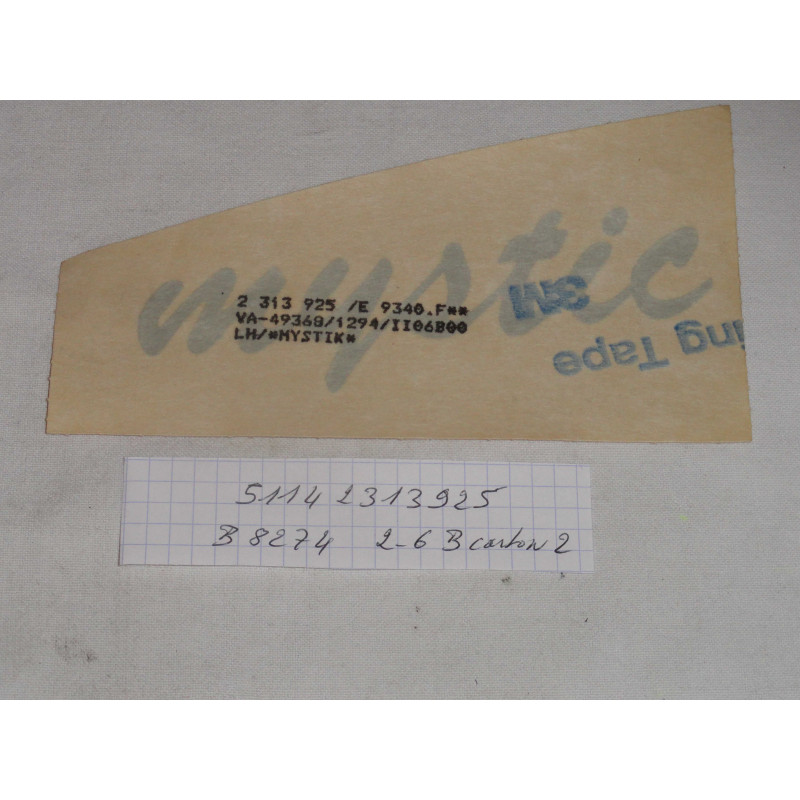 mystic
2 313 925 /E 9340.F**
VA-49368/1294/II06B00
LH/*MYSTIK*
3M
ing Tape
5114 2313925
B 8274 2-6 B carton 2